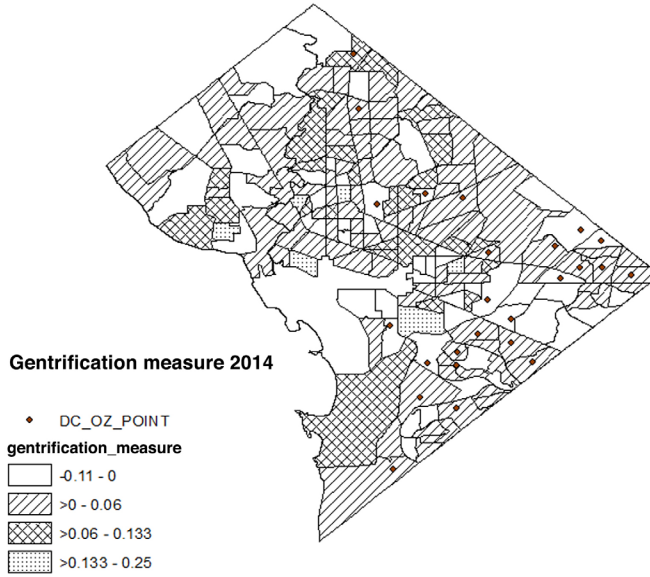 Gentrification measure 2014
DC_OZ_POINT
gentrification_measure
-0.11 - 0
>0 - 0.06
>0.06 - 0.133
>0.133 - 0.25